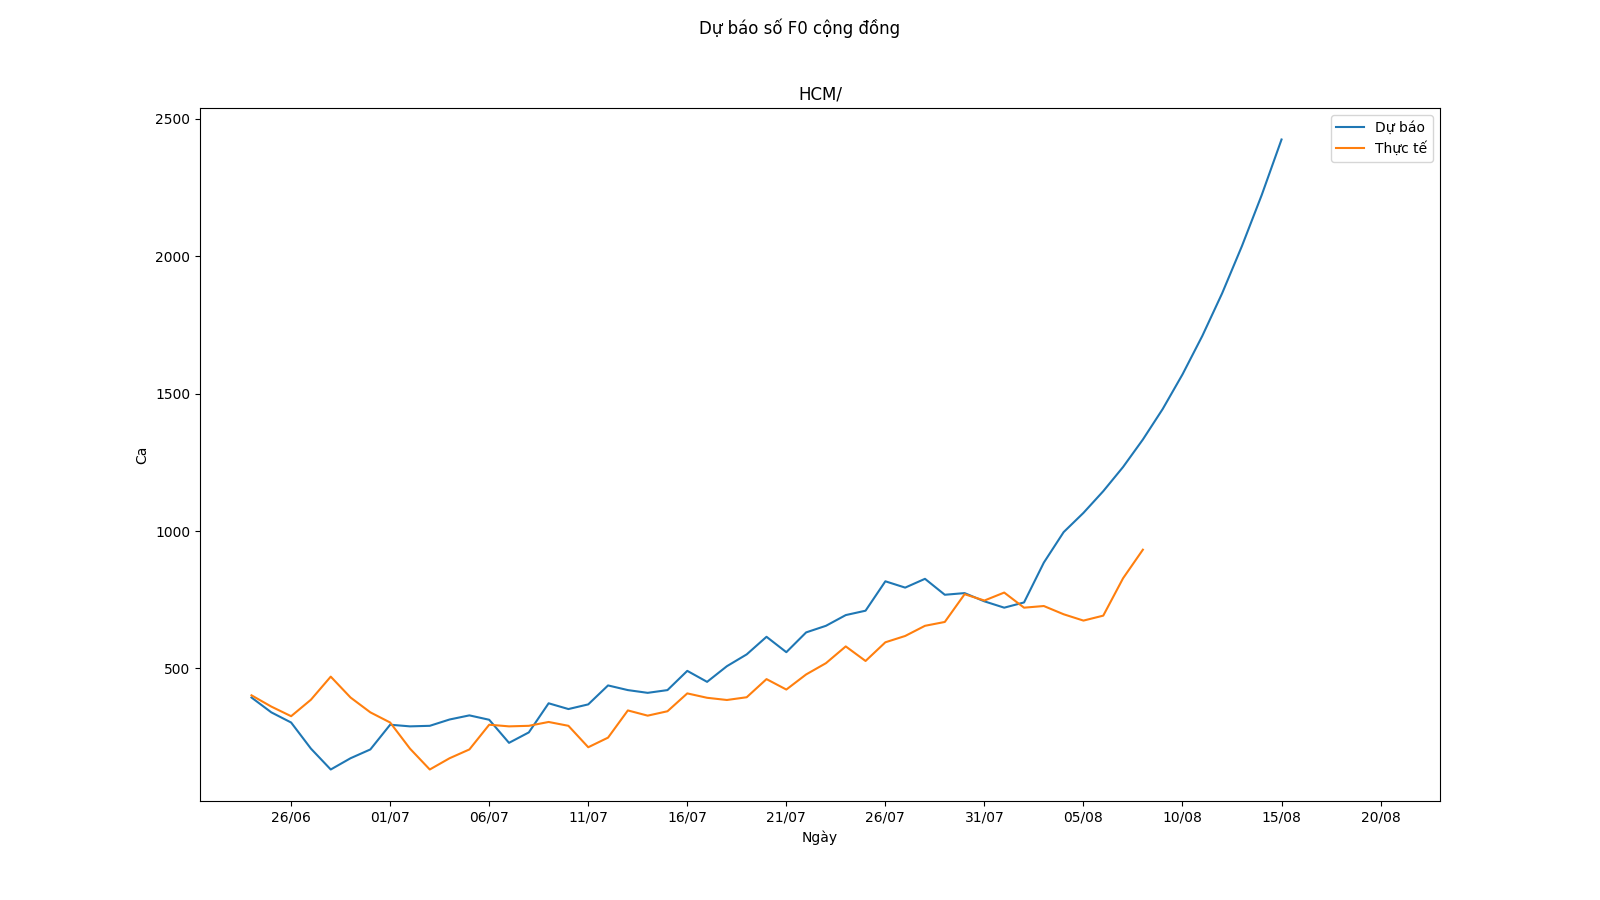 Dự báo số F0 cộng đồng
HCM/
Dự báo
Thực tế
2500
2000
1500
1000
500
Ca
26/06 01/07 06/07 11/07 16/07 21/07 26/07 31/07 05/08 10/08 15/08 20/08
Ngày